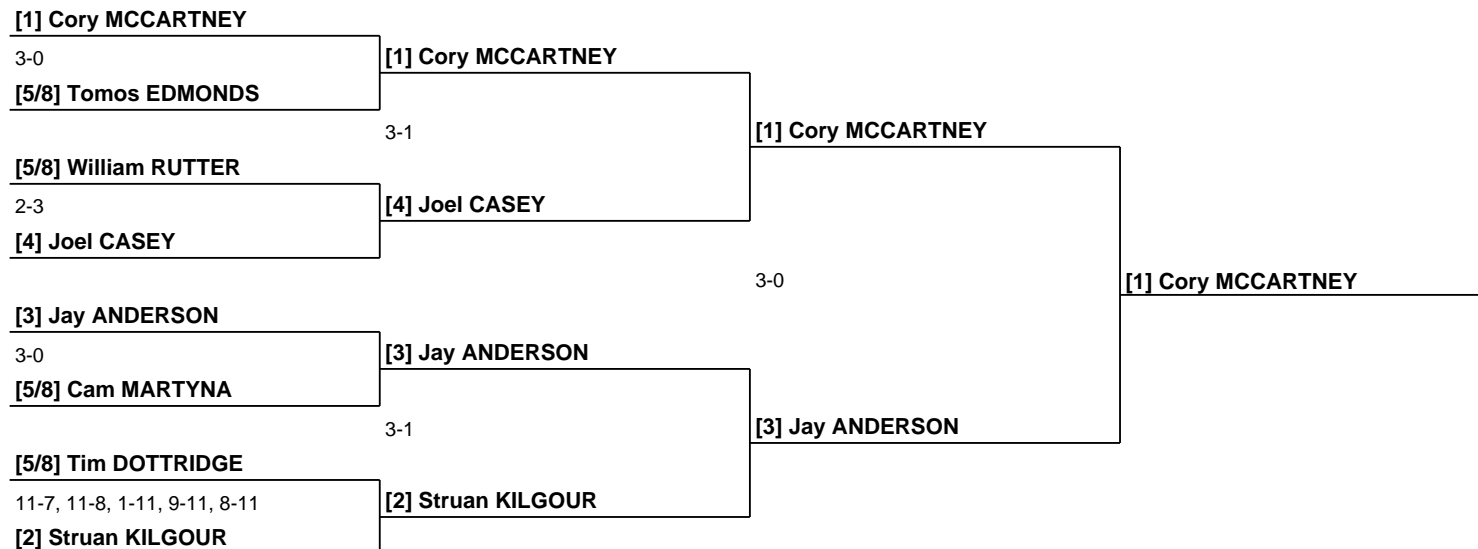 [1] Cory MCCARTNEY
3-0
[5/8] Tomos EDMONDS
[1] Cory MCCARTNEY
3-1
[5/8] William RUTTER
2-3
[4] Joel CASEY
[4] Joel CASEY
[1] Cory MCCARTNEY
3-0
[1] Cory MCCARTNEY
[3] Jay ANDERSON
3-0
[5/8] Cam MARTYNA
[3] Jay ANDERSON
3-1
[5/8] Tim DOTTRIDGE
11-7, 11-8, 1-11, 9-11, 8-11
[2] Struan KILGOUR
[2] Struan KILGOUR
[3] Jay ANDERSON